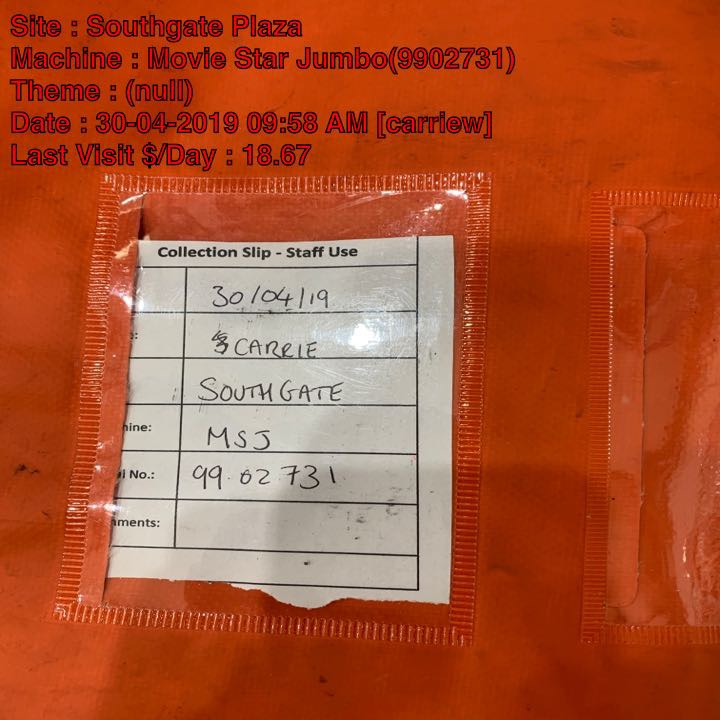 Site : Southgate Plaza
Machine : Movie Star Jumbo(9902731)
Theme : (null)
Date : 30-04-2019 09:58 AM [carriew]
Last Visit $/Day : 18.67
Collection Slip - Staff Use
30/04/19
CARRIE
SOUTHGATE
hine: MSJ
No.: 99.02731
ments: